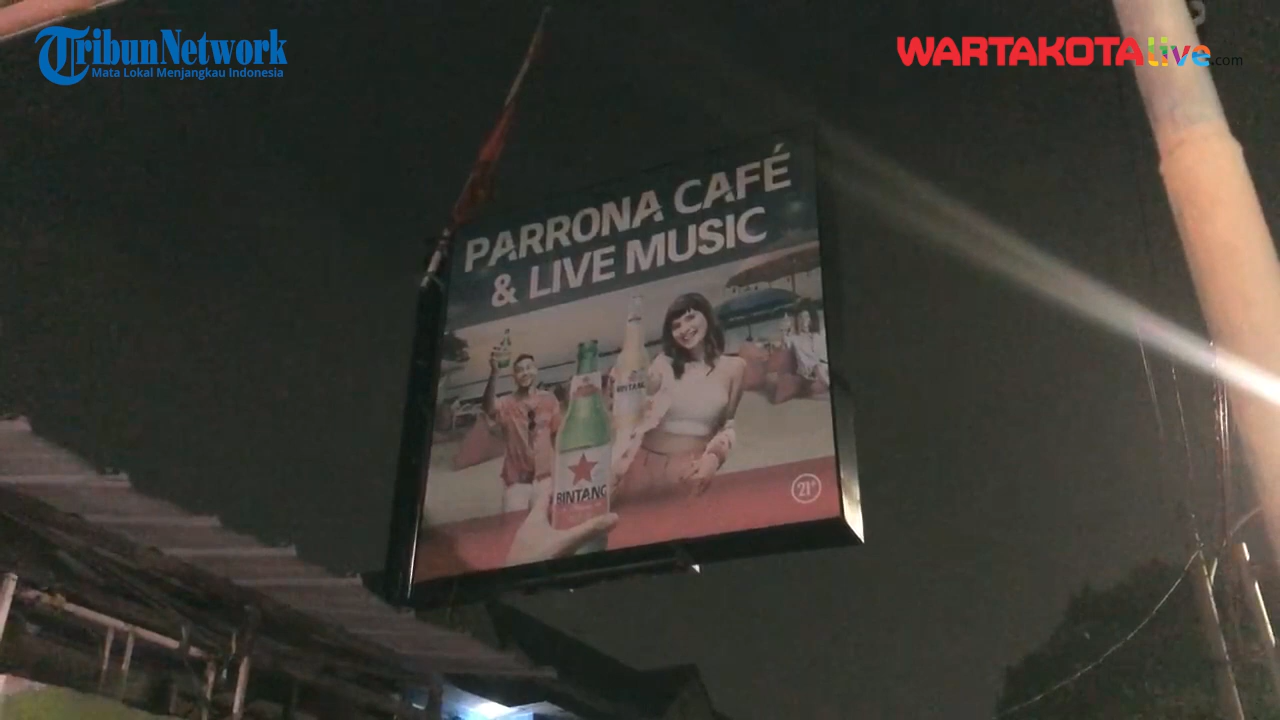 TribunNetwork
Mata Lokal Menjangkau Indonesia
WARTAKOTAlive.com
PARRONA CAFÉ
& LIVE MUSIC
BINTANG
BINTANG
21+